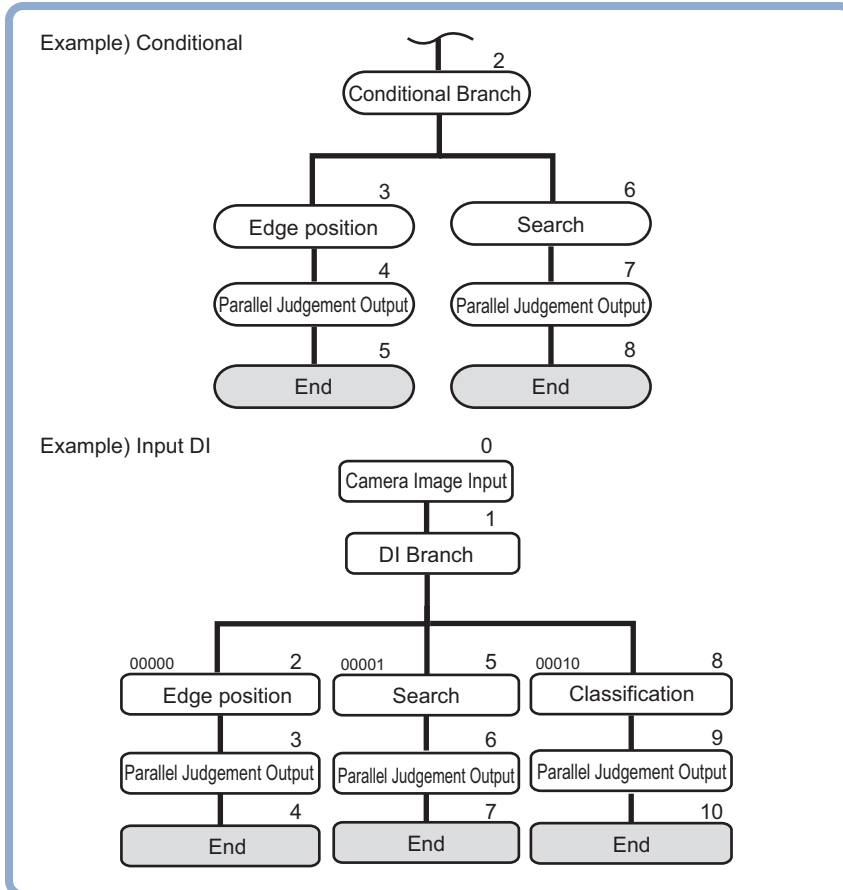 Example) Conditional
2
Conditional Branch
3
6
Edge position
Search
4
7
Parallel Judgement Output
Parallel Judgement Output
5
8
End
End
Example) Input DI
0
Camera Image Input
1
DI Branch
00000
2
00001
5
00010
8
Edge position
Search
Classification
3
6
9
Parallel Judgement Output
Parallel Judgement Output
Parallel Judgement Output
4
7
10
End
End
End